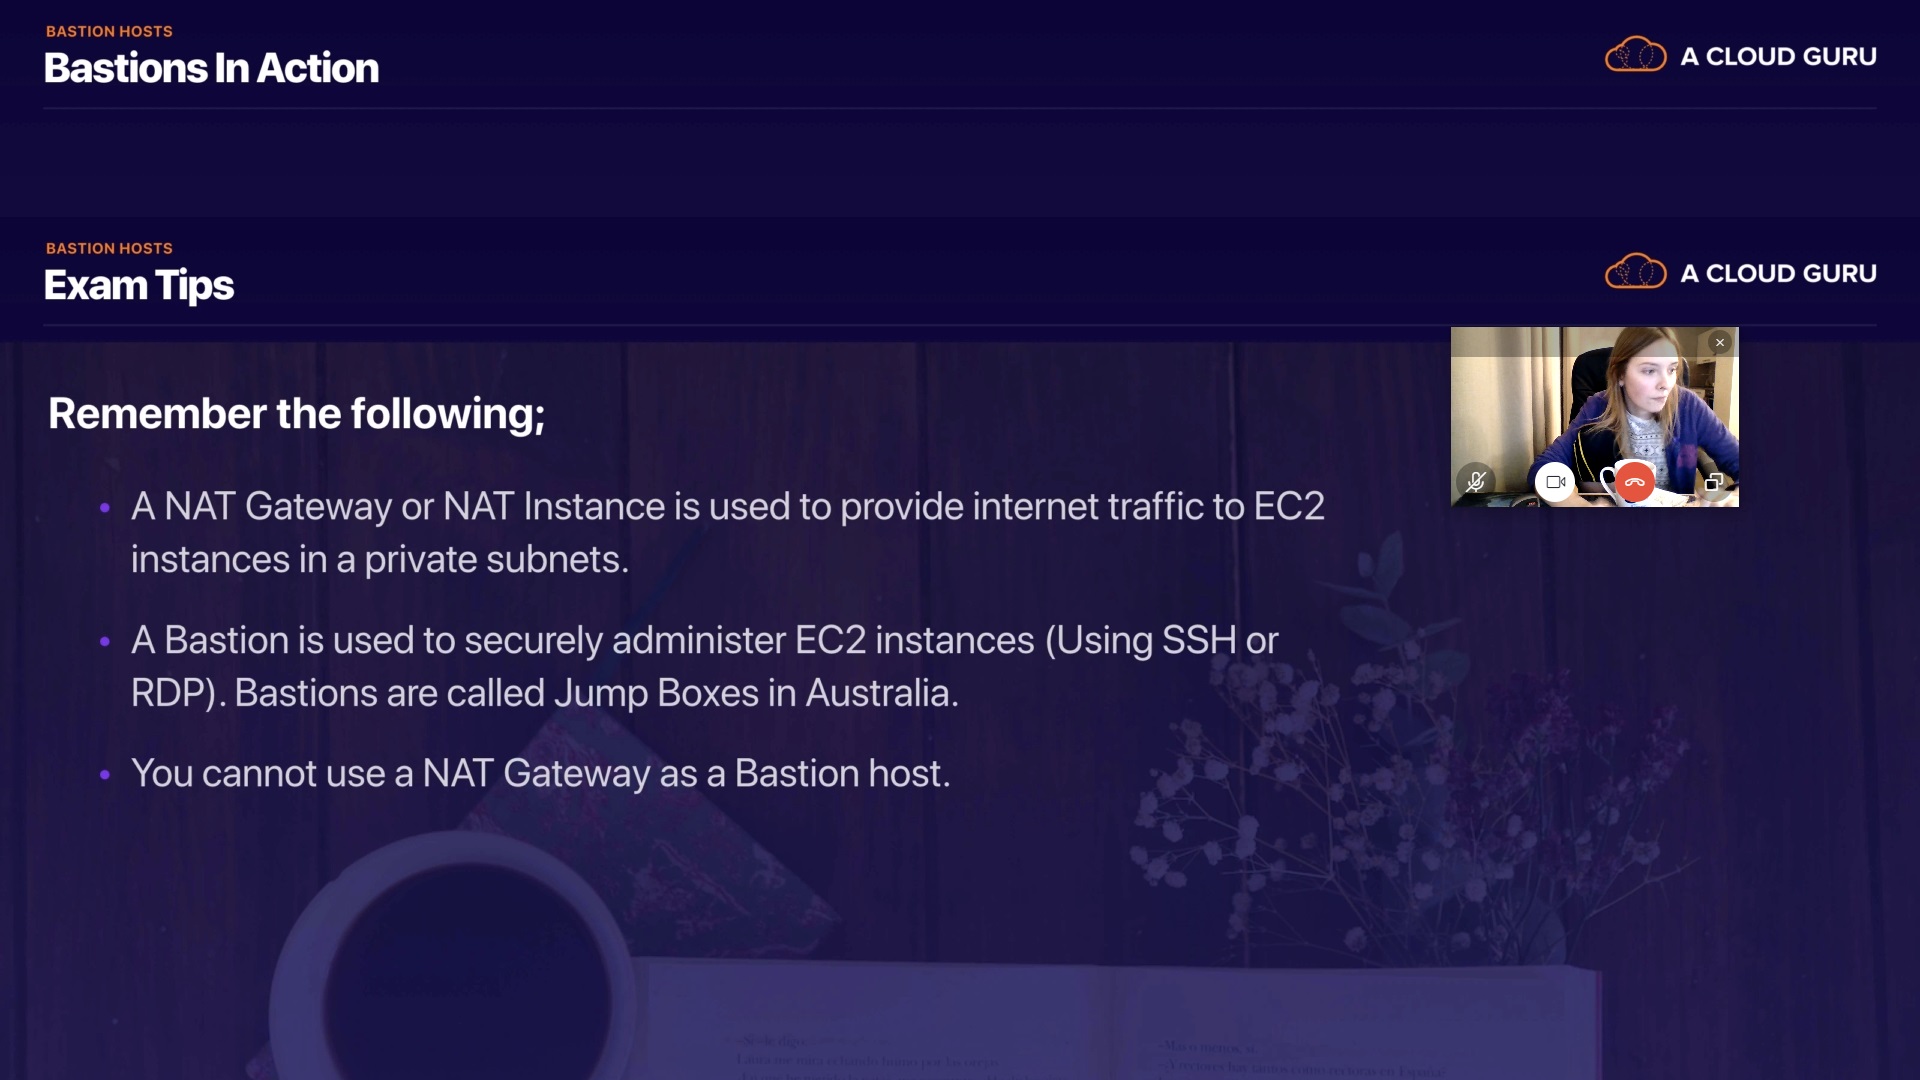 BASTION HOSTS
Bastions In Action
A CLOUD GURU
BASTION HOSTS
Exam Tips
A CLOUD GURU
Remember the following;
• A NAT Gateway or NAT Instance is used to provide internet traffic to EC2
instances in a private subnets.
• A Bastion is used to securely administer EC2 instances (Using SSH or
RDP). Bastions are called Jump Boxes in Australia.
• You cannot use a NAT Gateway as a Bastion host.